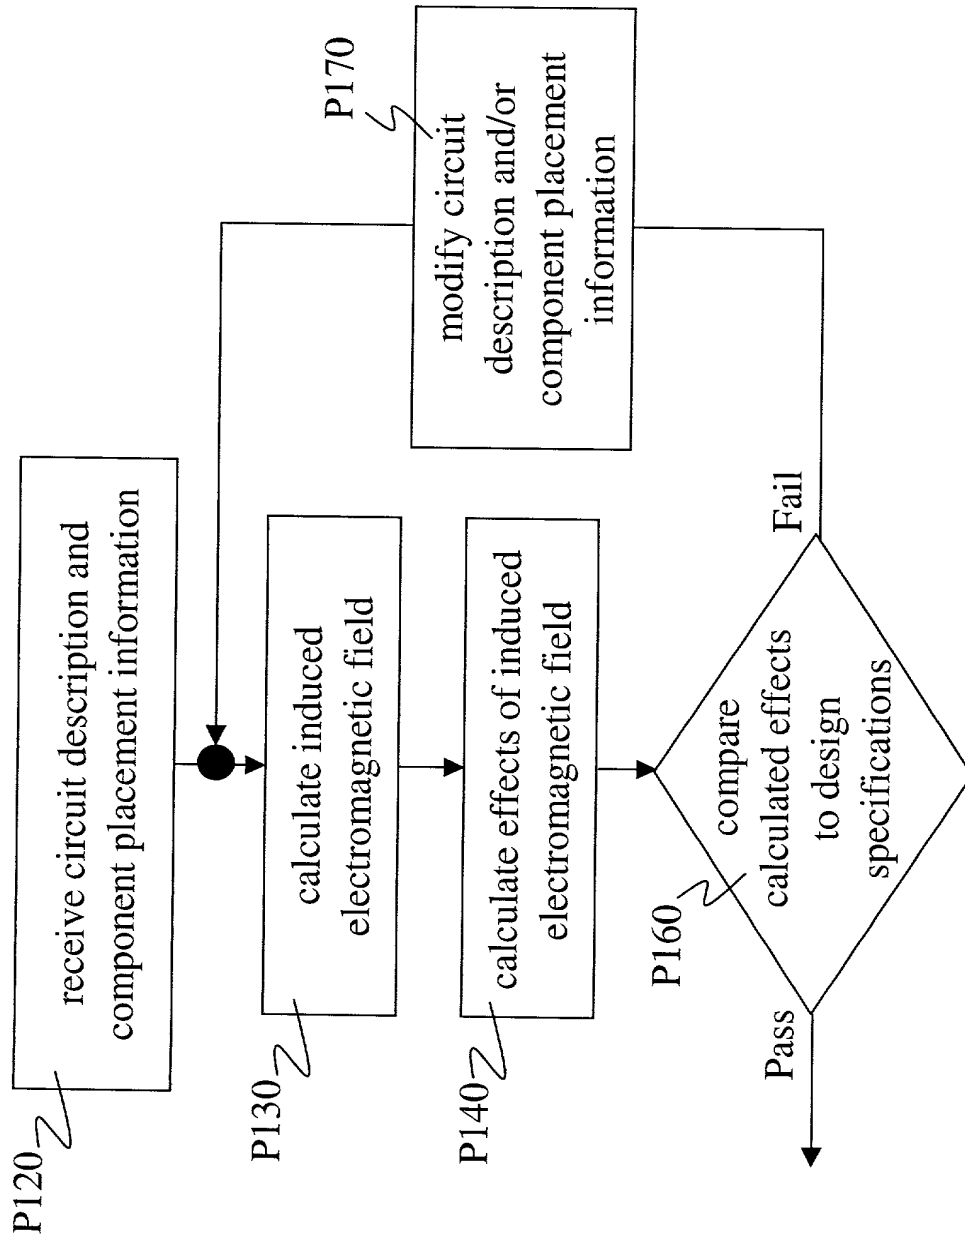 P120
receive circuit description and
component placement information
P130
calculate induced
electromagnetic field
P140
calculate effects of induced
electromagnetic field
P160
compare
calculated effects
to design
specifications
Pass
Fail
P170
modify circuit
description and/or
component placement
information